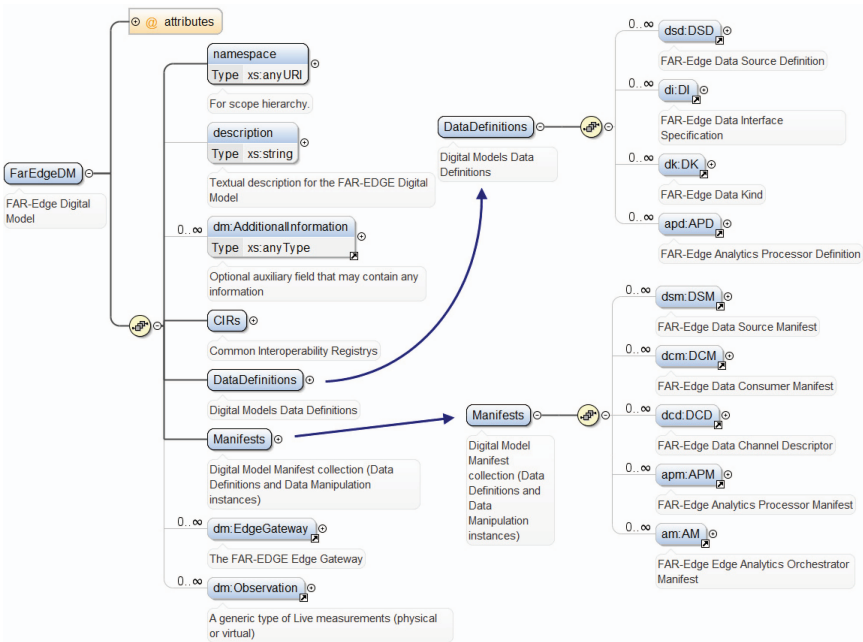 @ attributes
namespace
Type xs:anyURI
For scope hierarchy.
description
Type xs:string
Textual description for the FAR-EDGE Digital
Model
FarEdgeDM
FAR-Edge Digital
Model
0..∞
dm:AdditionalInformation
Type xs:anyType
Optional auxiliary field that may contain any
information
CIRs
Common Interoperability Registrys
DataDefinitions
Digital Models Data Definitions
Manifests
Digital Model Manifest collection (Data
Definitions and Data Manipulation
instances)
0..∞
dm:EdgeGateway
The FAR-EDGE Edge Gateway
0..∞
dm:Observation
A generic type of Live measurements (physical
or virtual)
DataDefinitions
Digital Models Data
Definitions
0..∞
dsd:DSD
FAR-Edge Data Source Definition
0..∞
di:DI
FAR-Edge Data Interface
Specification
0..∞
dk:DK
FAR-Edge Data Kind
0..∞
apd:APD
FAR-Edge Analytics Processor Definition
Manifests
Digital Model
Manifest
collection (Data
Definitions and
Data
Manipulation
instances)
0..∞
dsm:DSM
FAR-Edge Data Source Manifest
0..∞
dcm:DCM
FAR-Edge Data Consumer Manifest
0..∞
dcd:DCD
FAR-Edge Data Channel Descriptor
0..∞
apm:APM
FAR-Edge Analytics Processor Manifest
0..∞
am:AM
FAR-Edge Edge Analytics Orchestrator
Manifest